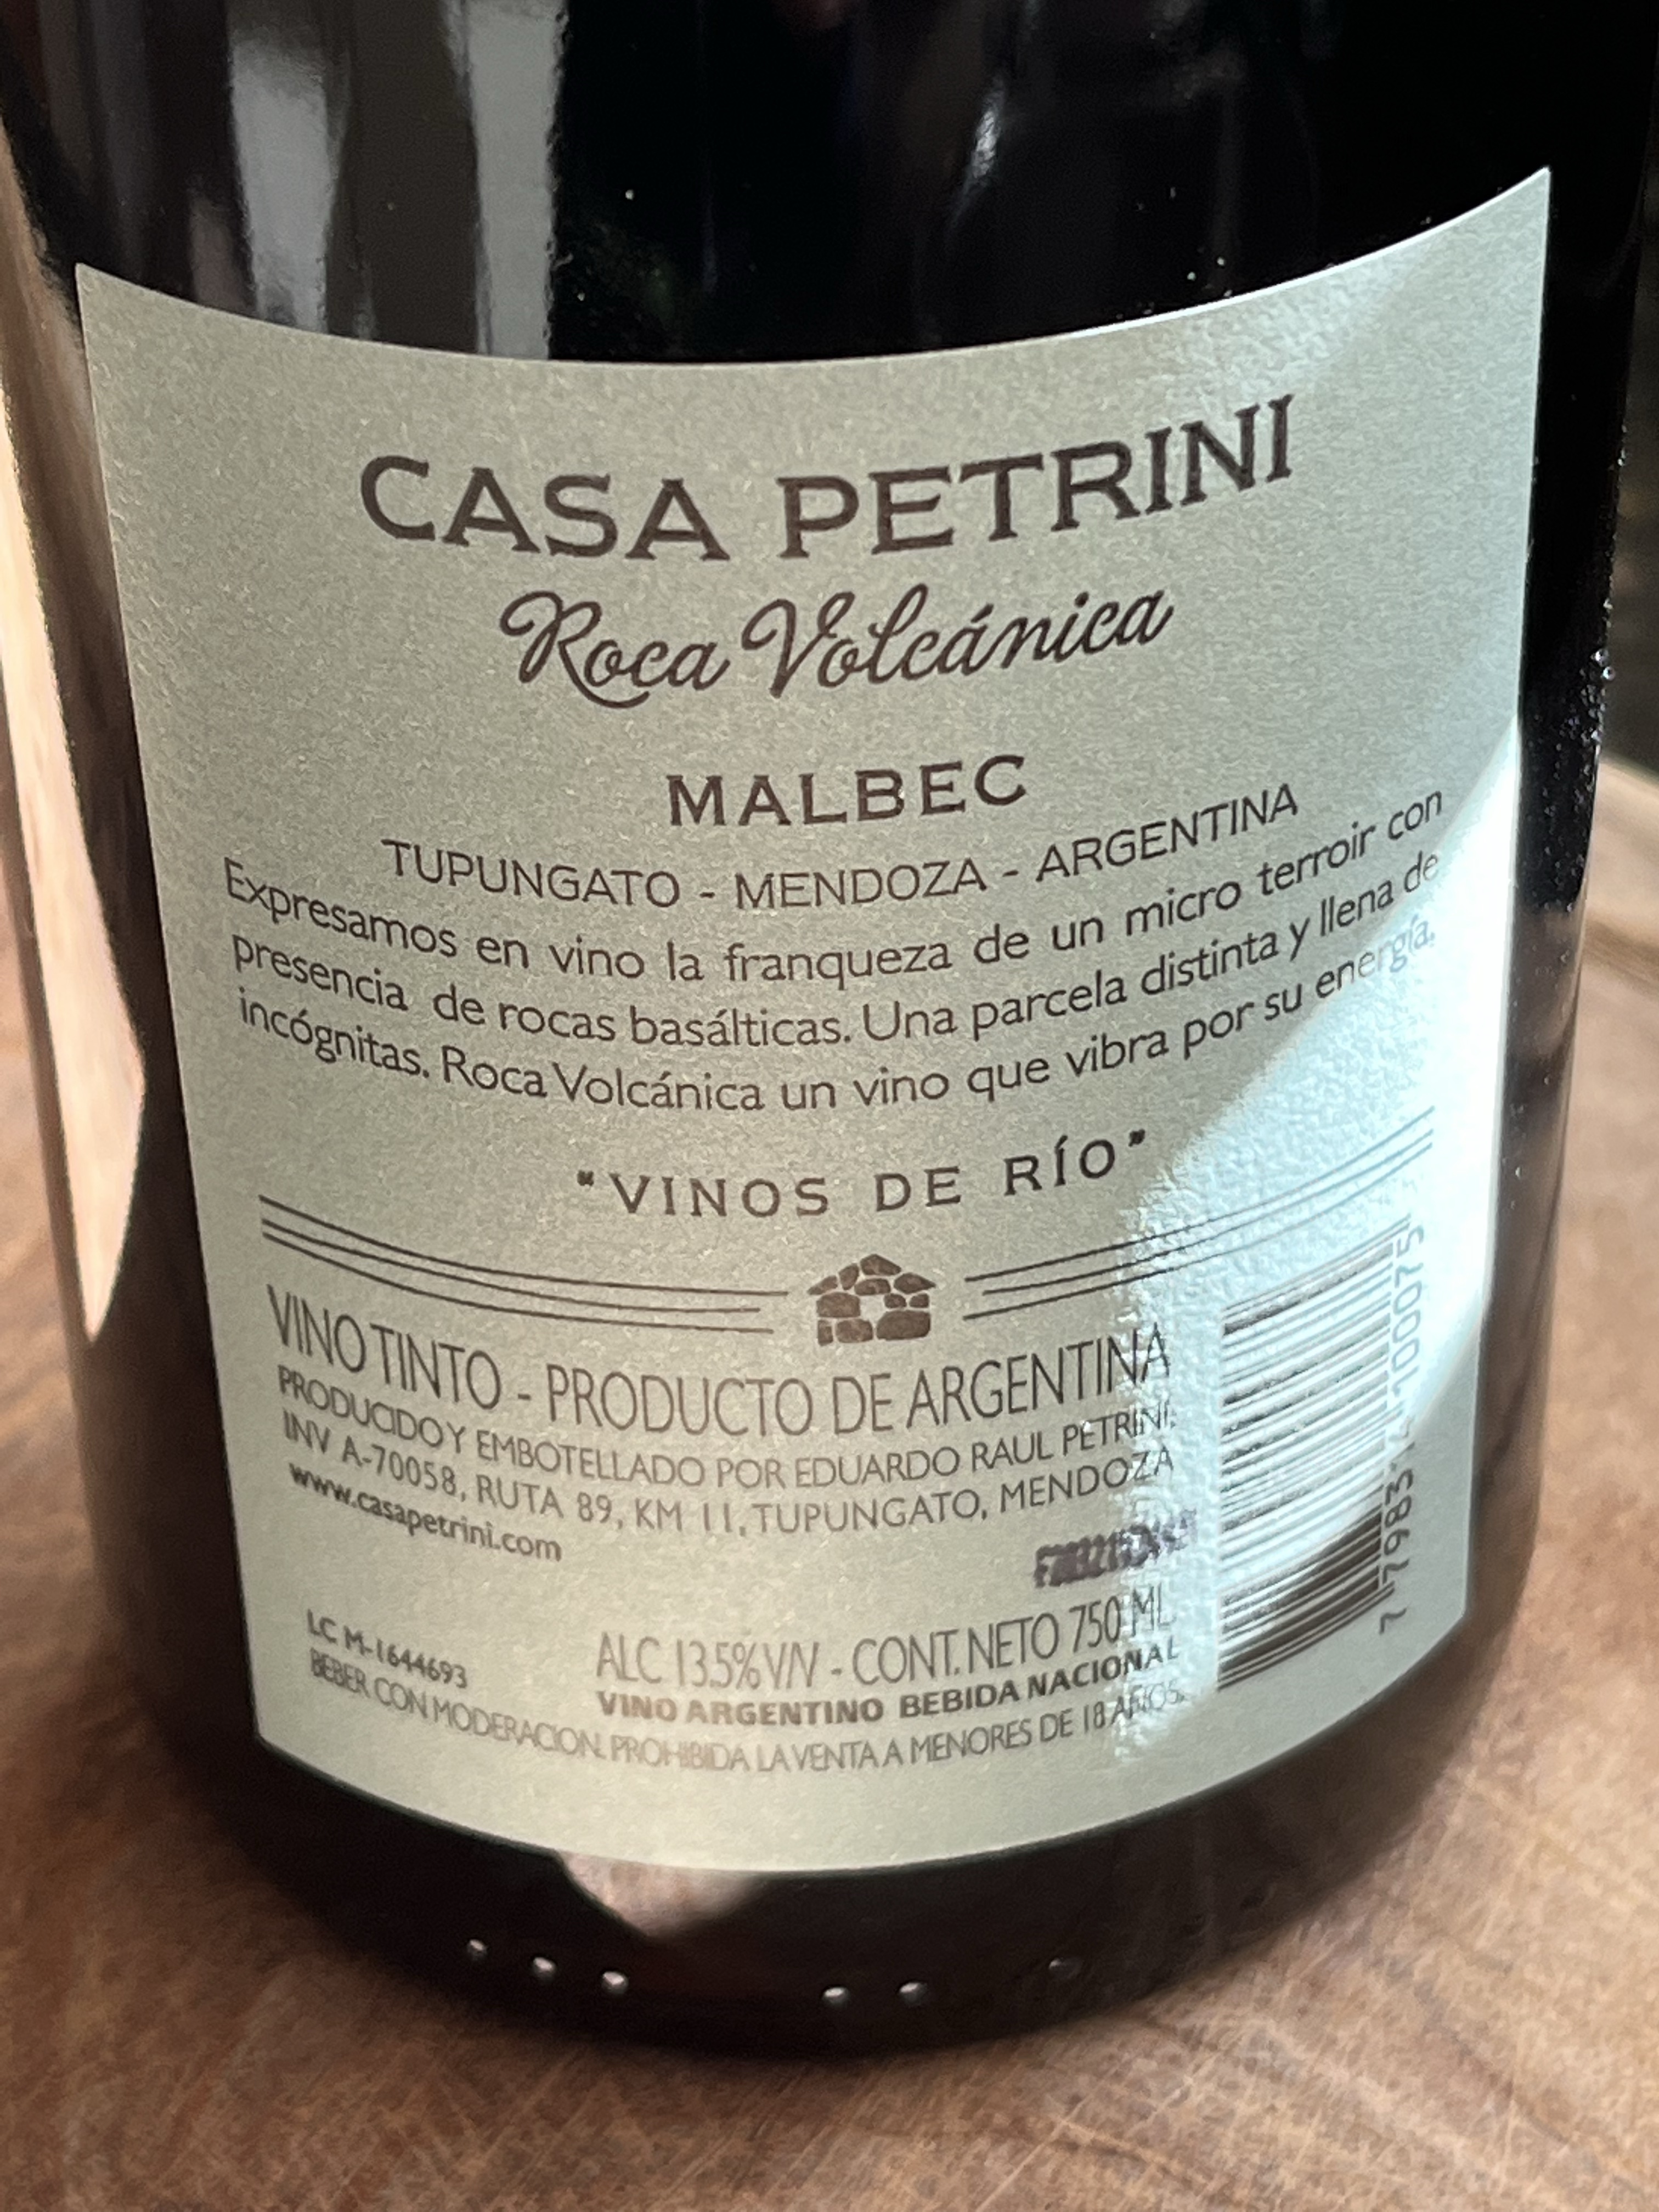 CASA PETRINI
Roca Volcánica
MALBEC
TUPUNGATO - MENDOZA - ARGENTINA
Expresamos en vino la franqueza de un micro terroir con
presencia de rocas basálticas. Una parcela distinta y llena de
incógnitas. Roca Volcánica un vino que vibra por su energía.
"VINOS DE RÍO"
VINO TINTO - PRODUCTO DE ARGENTINA
PRODUCIDO Y EMBOTELLADO POR EDUARDO RAUL PETRINI.
INV A-70058, RUTA 89, KM 11, TUPUNGATO, MENDOZA
www.casapetrini.com
LC M-1644693
ALC 13.5% V/V - CONT. NETO 750 ML
VINO ARGENTINO BEBIDA NACIONAL
BEBER CON MODERACION. PROHIBIDA LA VENTA A MENORES DE 18 AÑOS.